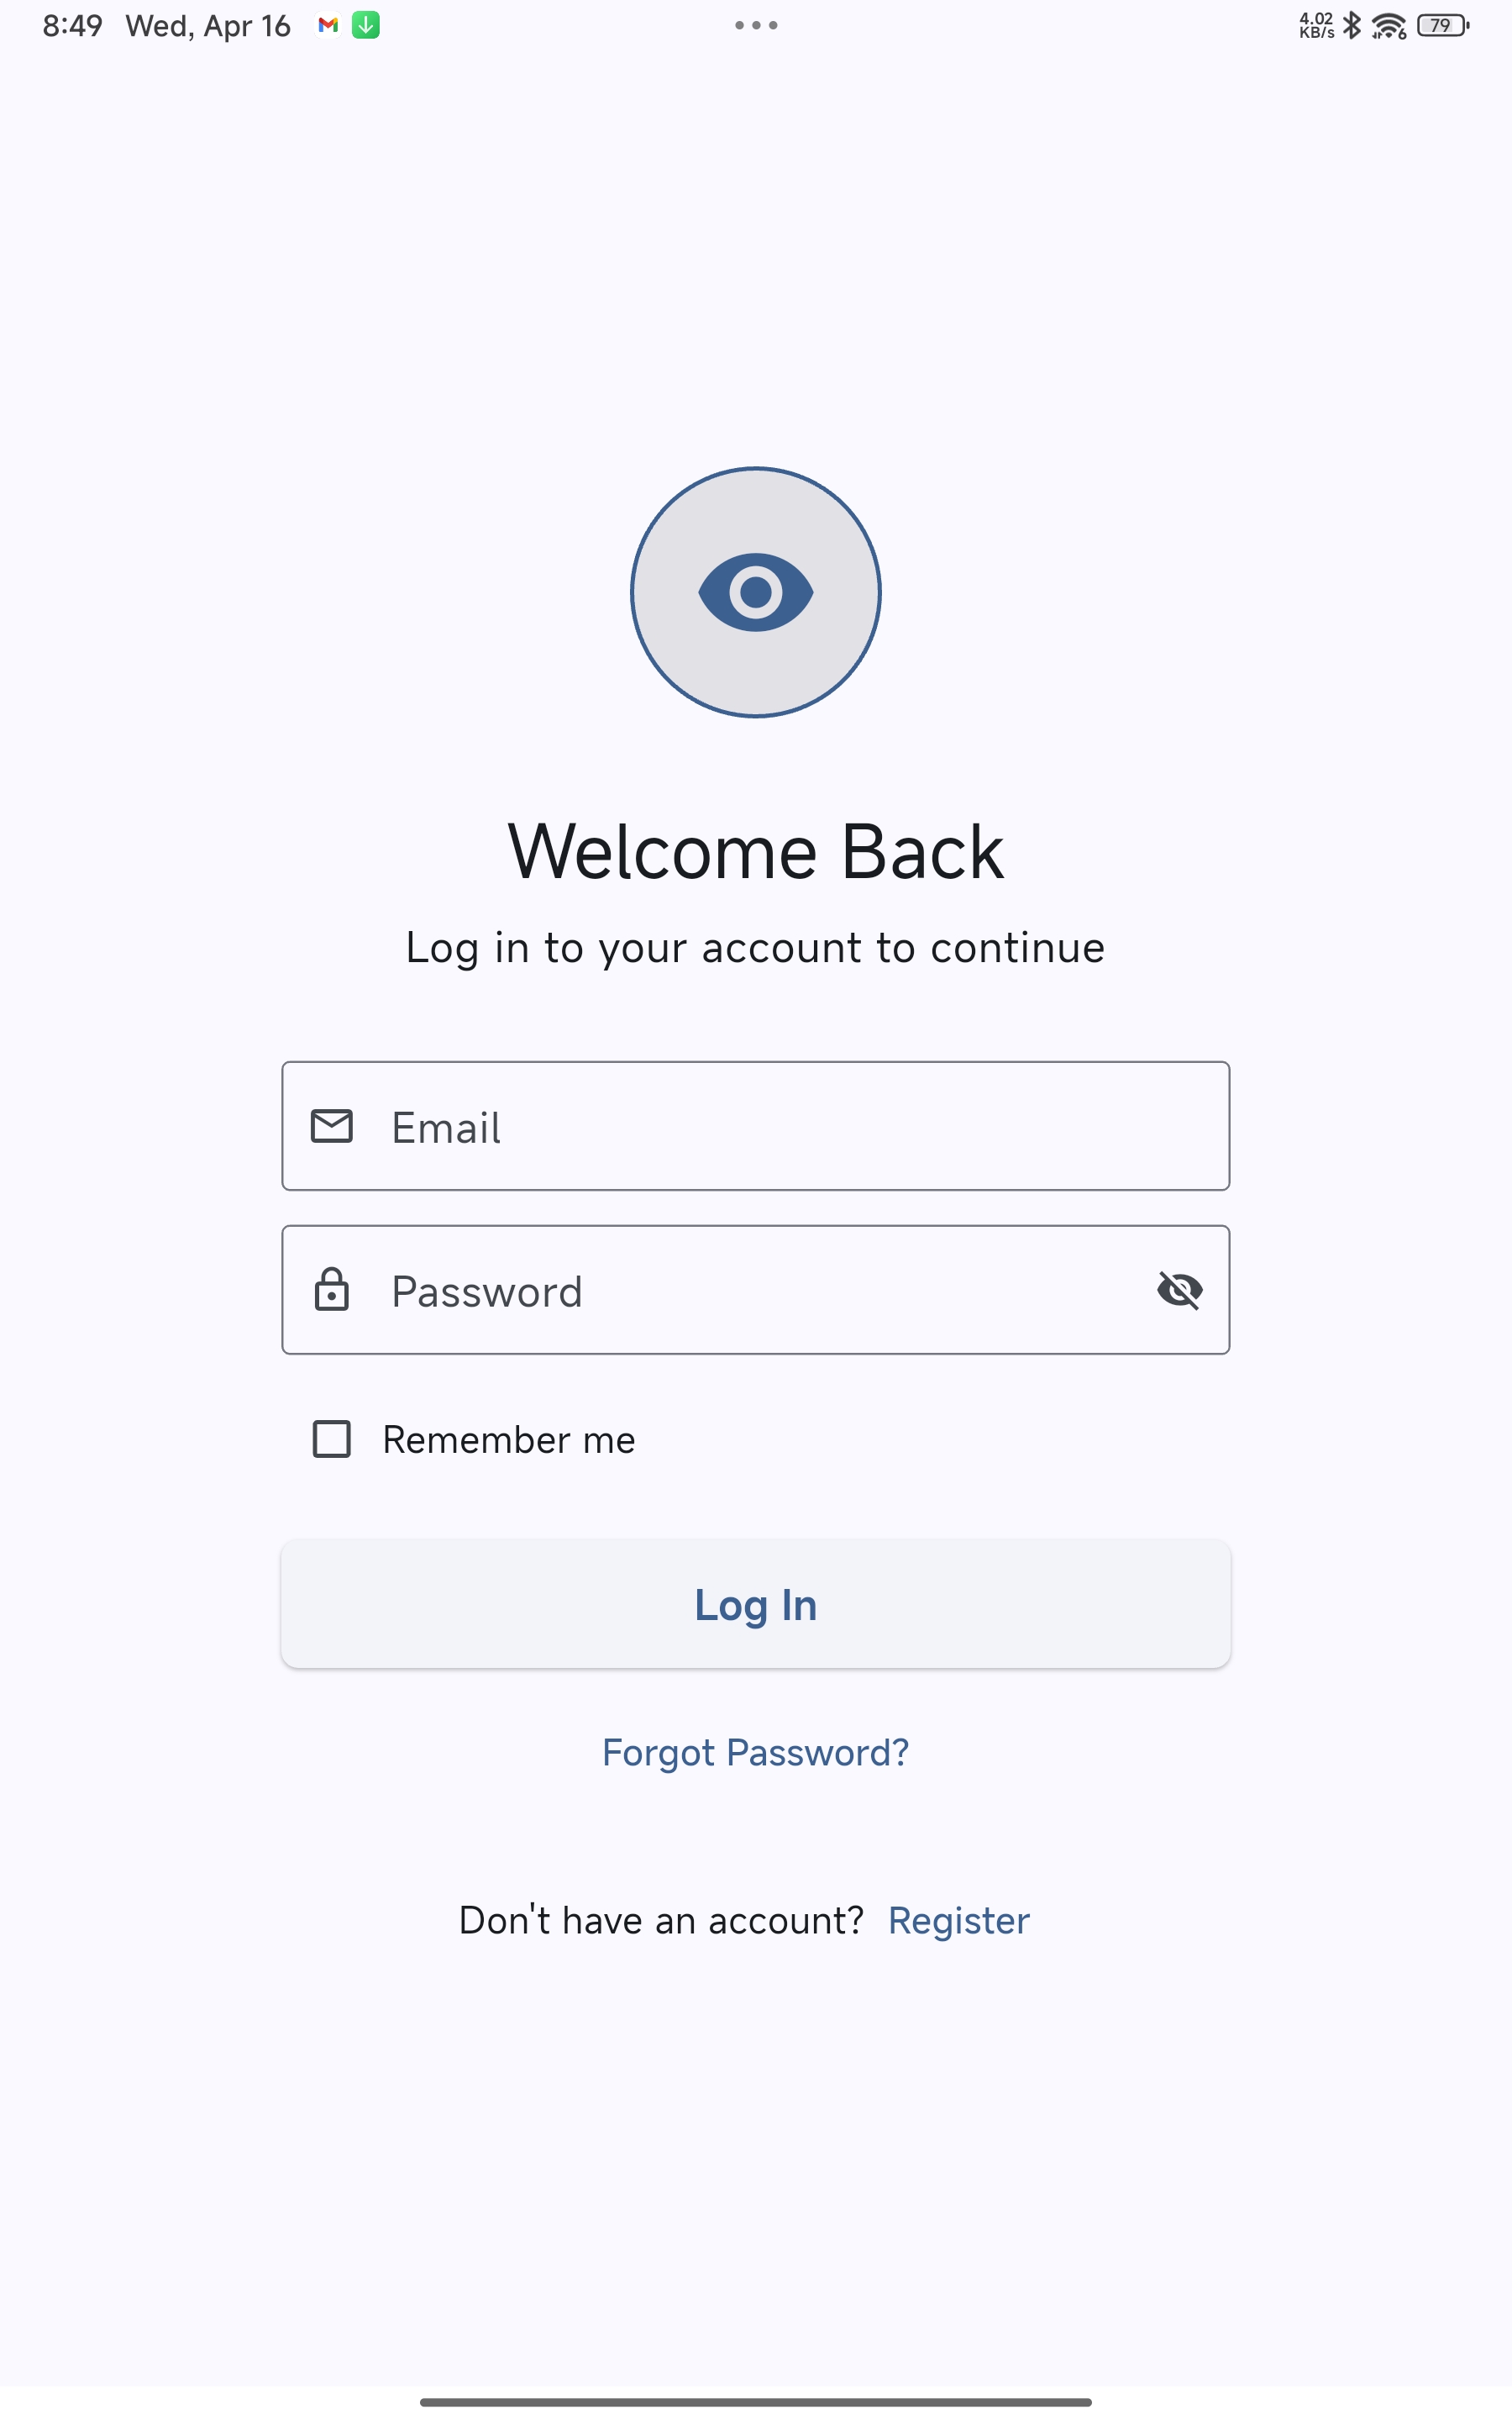 8:49 Wed, Apr 16
4.02 KB/s
6
79
Welcome Back
Log in to your account to continue
Email
Password
Remember me
Log In
Forgot Password?
Don't have an account? Register